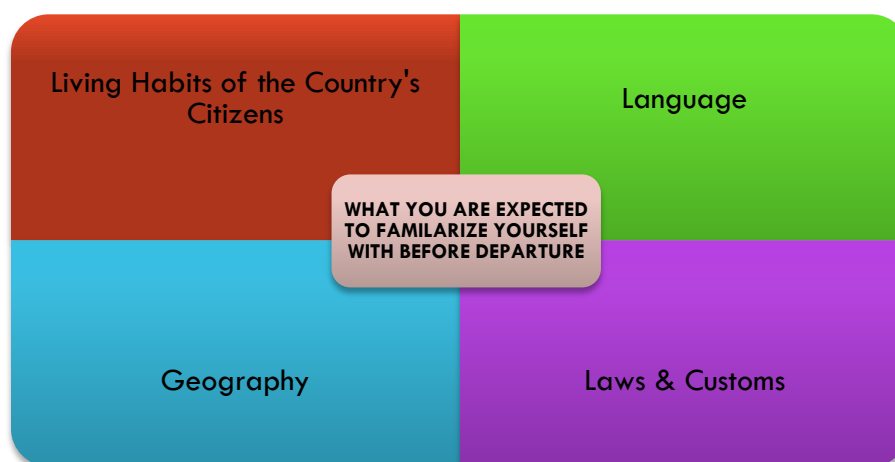 Living Habits of the Country's
Citizens
Language
WHAT YOU ARE EXPECTED
TO FAMILARIZE YOURSELF
WITH BEFORE DEPARTURE
Geography
Laws & Customs